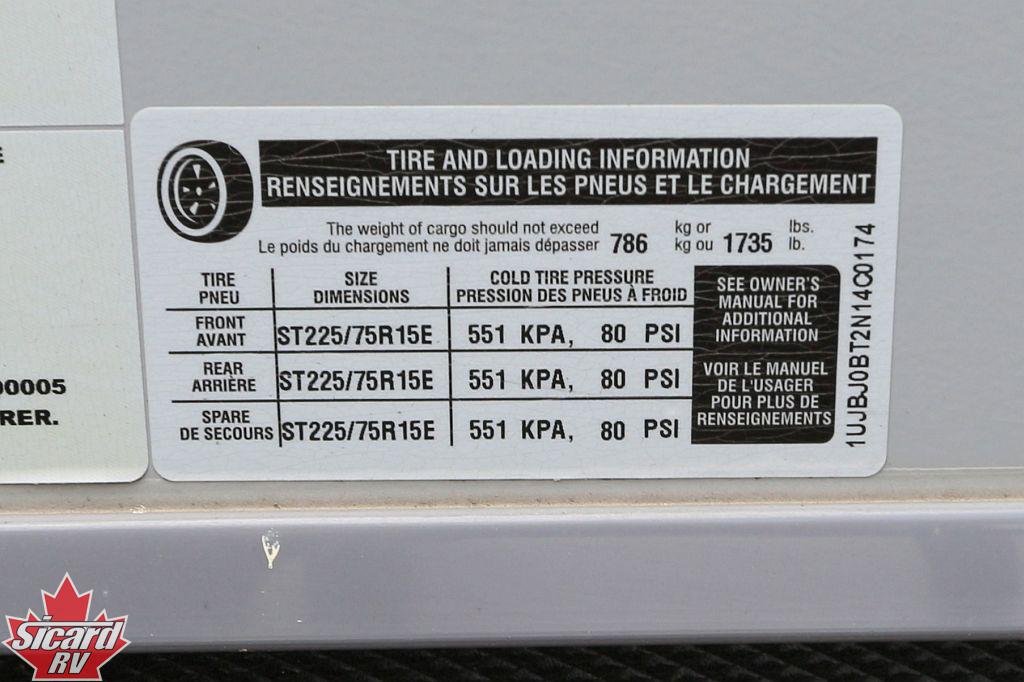 E
00005
RER.
TIRE AND LOADING INFORMATION
RENSEIGNEMENTS SUR LES PNEUS ET LE CHARGEMENT
The weight of cargo should not exceed 786 kg or 1735 lbs.
Le poids du chargement ne doit jamais dépasser kg ou lb.
TIRE SIZE COLD TIRE PRESSURE
PNEU DIMENSIONS PRESSION DES PNEUS À FROID
FRONT
AVANT ST225/75R15E 551 KPA, 80 PSI
REAR
ARRIÈRE ST225/75R15E 551 KPA, 80 PSI
SPARE
DE SECOURS ST225/75R15E 551 KPA, 80 PSI
SEE OWNER'S
MANUAL FOR
ADDITIONAL
INFORMATION
VOIR LE MANUEL
DE L'USAGER
POUR PLUS DE
RENSEIGNEMENTS
1UJBJ0BT2N14C0174
Sicard
RV